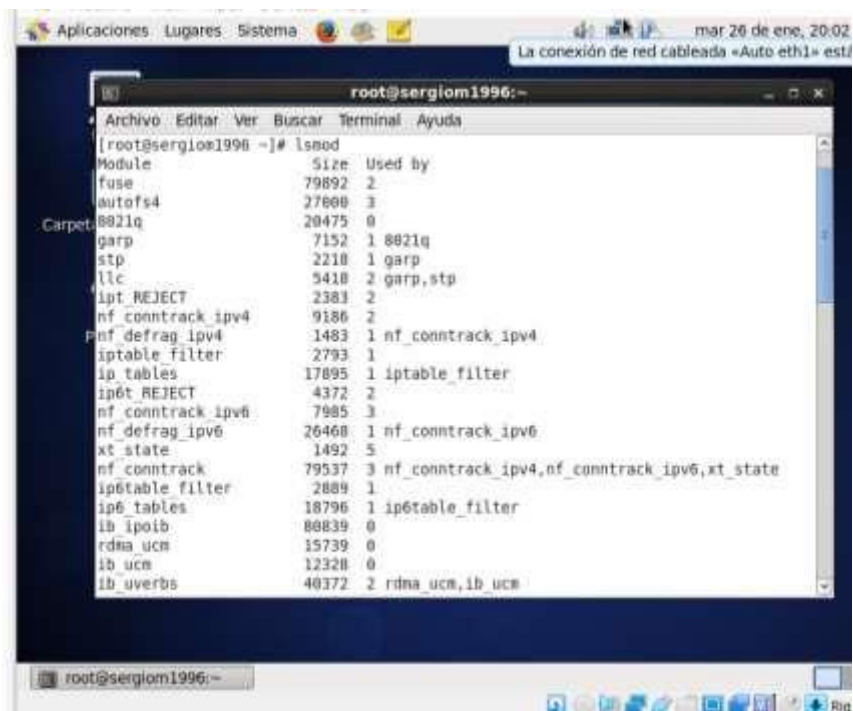 Aplicaciones Lugares Sistema mar 26 de ene, 20:02
La conexión de red cableada «Auto eth1» est
root@sergiom1996:~
Archivo Editar Ver Buscar Terminal Ayuda
[root@sergiom1996 ~]# lsmod
Module Size Used by
fuse 79892 2
autofs4 27000 3
8021q 20475 0
garp 7152 1 8021q
stp 2218 1 garp
llc 5418 2 garp,stp
ipt_REJECT 2383 2
nf_conntrack_ipv4 9186 2
nf_defrag_ipv4 1483 1 nf_conntrack_ipv4
iptable_filter 2793 1
ip_tables 17895 1 iptable_filter
ip6t_REJECT 4372 2
nf_conntrack_ipv6 7985 3
nf_defrag_ipv6 26468 1 nf_conntrack_ipv6
xt_state 1492 5
nf_conntrack 79537 3 nf_conntrack_ipv4,nf_conntrack_ipv6,xt_state
ip6table_filter 2889 1
ip6_tables 18796 1 ip6table_filter
ib_ipoib 80839 0
rdma_ucm 15739 0
ib_ucm 12328 0
ib_uverbs 40372 2 rdma_ucm,ib_ucm
Carpet
P
root@sergiom1996:~
Rig